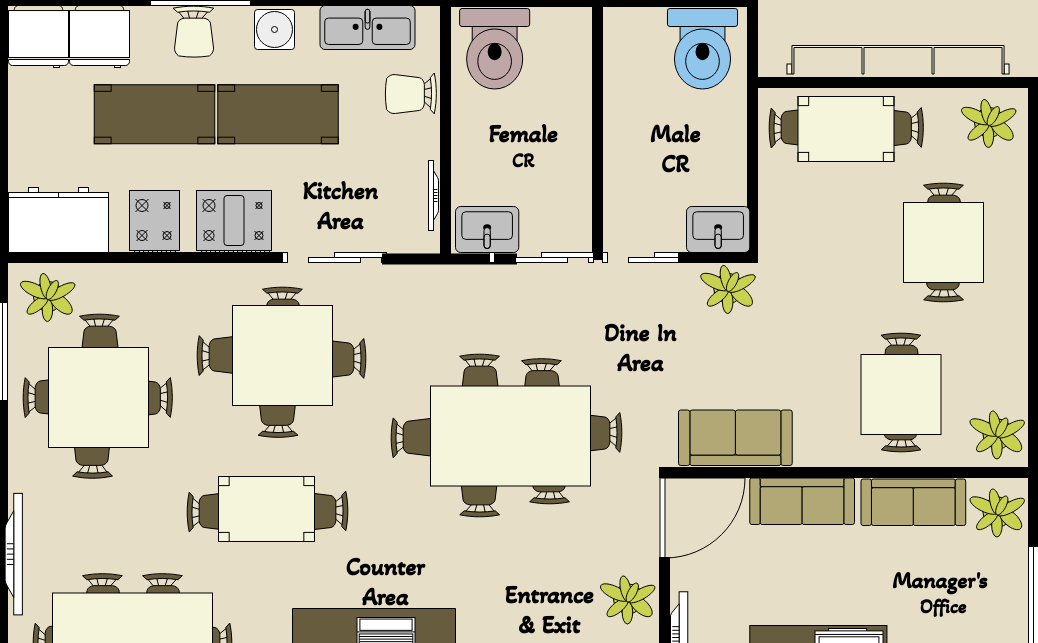 Female
CR
Male
CR
Kitchen
Area
Dine In
Area
Counter
Area
Entrance
& Exit
Manager's
Office